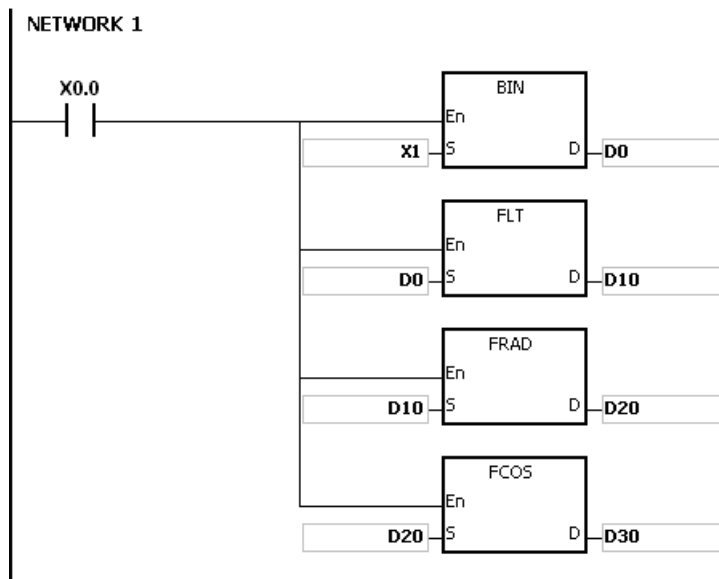 NETWORK 1
X0.0
BIN
En
X1 S D D0
FLT
En
D0 S D D10
FRAD
En
D10 S D D20
FCOS
En
D20 S D D30